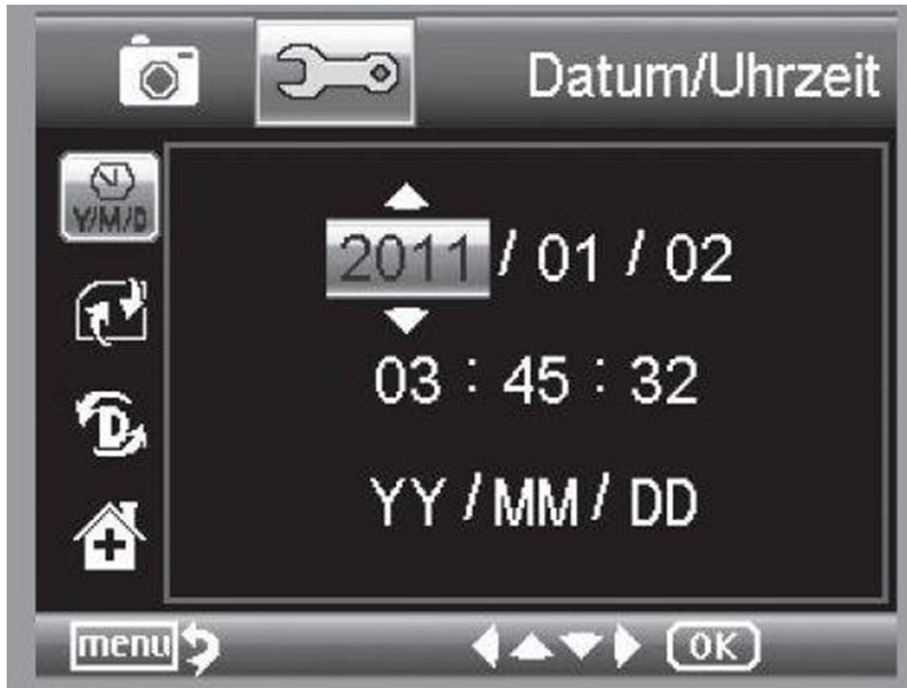 Datum/Uhrzeit
Y/M/D
2011 / 01 / 02
03 : 45 : 32
YY / MM / DD
D
menu OK